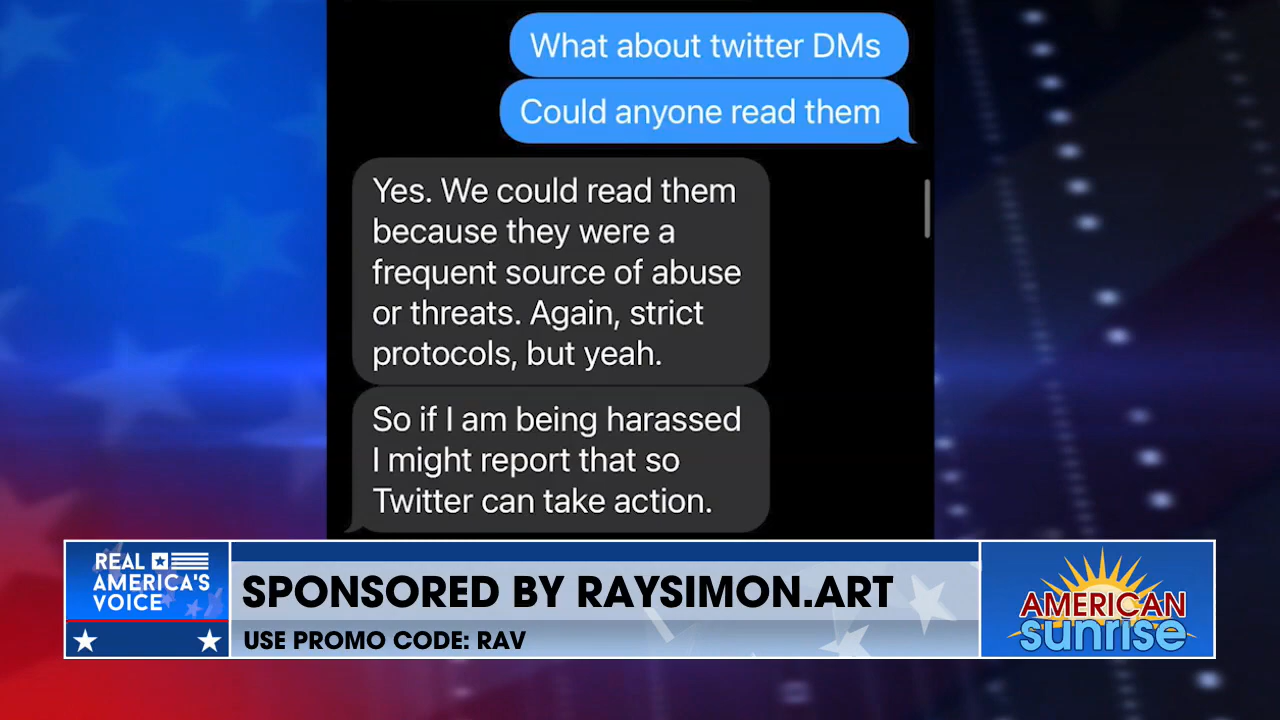 What about twitter DMs
Could anyone read them
Yes. We could read them
because they were a
frequent source of abuse
or threats. Again, strict
protocols, but yeah.
So if I am being harassed
I might report that so
Twitter can take action.
REAL
AMERICA'S
VOICE
SPONSORED BY RAYSIMON.ART
USE PROMO CODE: RAV
AMERICAN
sunrise